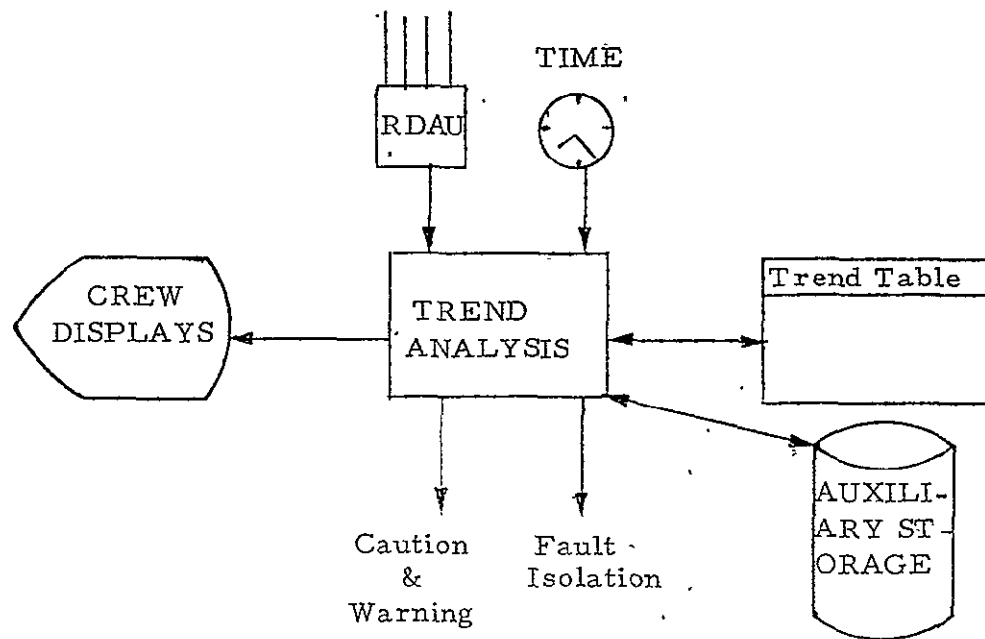 TIME
RDAU
CREW
DISPLAYS
TREND
ANALYSIS
Trend Table
AUXILI-
ARY ST-
ORAGE
Caution
&
Warning
Fault
Isolation